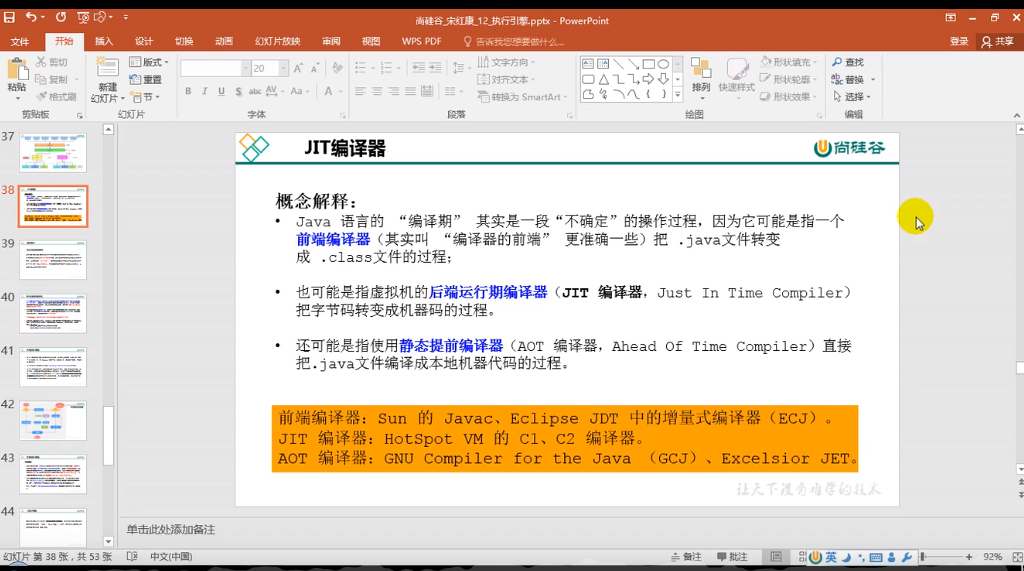 尚硅谷_宋红康_12_执行引擎.pptx - PowerPoint
文件 开始 插入 设计 切换 动画 幻灯片放映 审阅 视图 WPS PDF 告诉我您想要做什么... 登录 共享
粘贴 剪切 复制 格式刷 剪贴板
新建幻灯片 版式 重置 节 幻灯片
20
B I U S abc AV Aa A
字体
文字方向 对齐文本 转换为 SmartArt 段落
排列 快速样式 形状填充 形状轮廓 形状效果 绘图
查找 替换 选择 编辑
37
38
39
40
41
42
43
44
JIT编译器
尚硅谷
概念解释：
• Java 语言的 “编译期” 其实是一段“不确定”的操作过程，因为它可能是指一个
前端编译器（其实叫 “编译器的前端” 更准确一些）把 .java文件转变
成 .class文件的过程；
• 也可能是指虚拟机的后端运行期编译器（JIT 编译器，Just In Time Compiler）
把字节码转变成机器码的过程。
• 还可能是指使用静态提前编译器（AOT 编译器，Ahead Of Time Compiler）直接
把.java文件编译成本地机器代码的过程。
前端编译器：Sun 的 Javac、Eclipse JDT 中的增量式编译器（ECJ）。
JIT 编译器：HotSpot VM 的 C1、C2 编译器。
AOT 编译器：GNU Compiler for the Java （GCJ）、Excelsior JET。
让天下没有难学的技术
单击此处添加备注
幻灯片 第 38 张，共 53 张 中文(中国) 备注 批注 英 92%